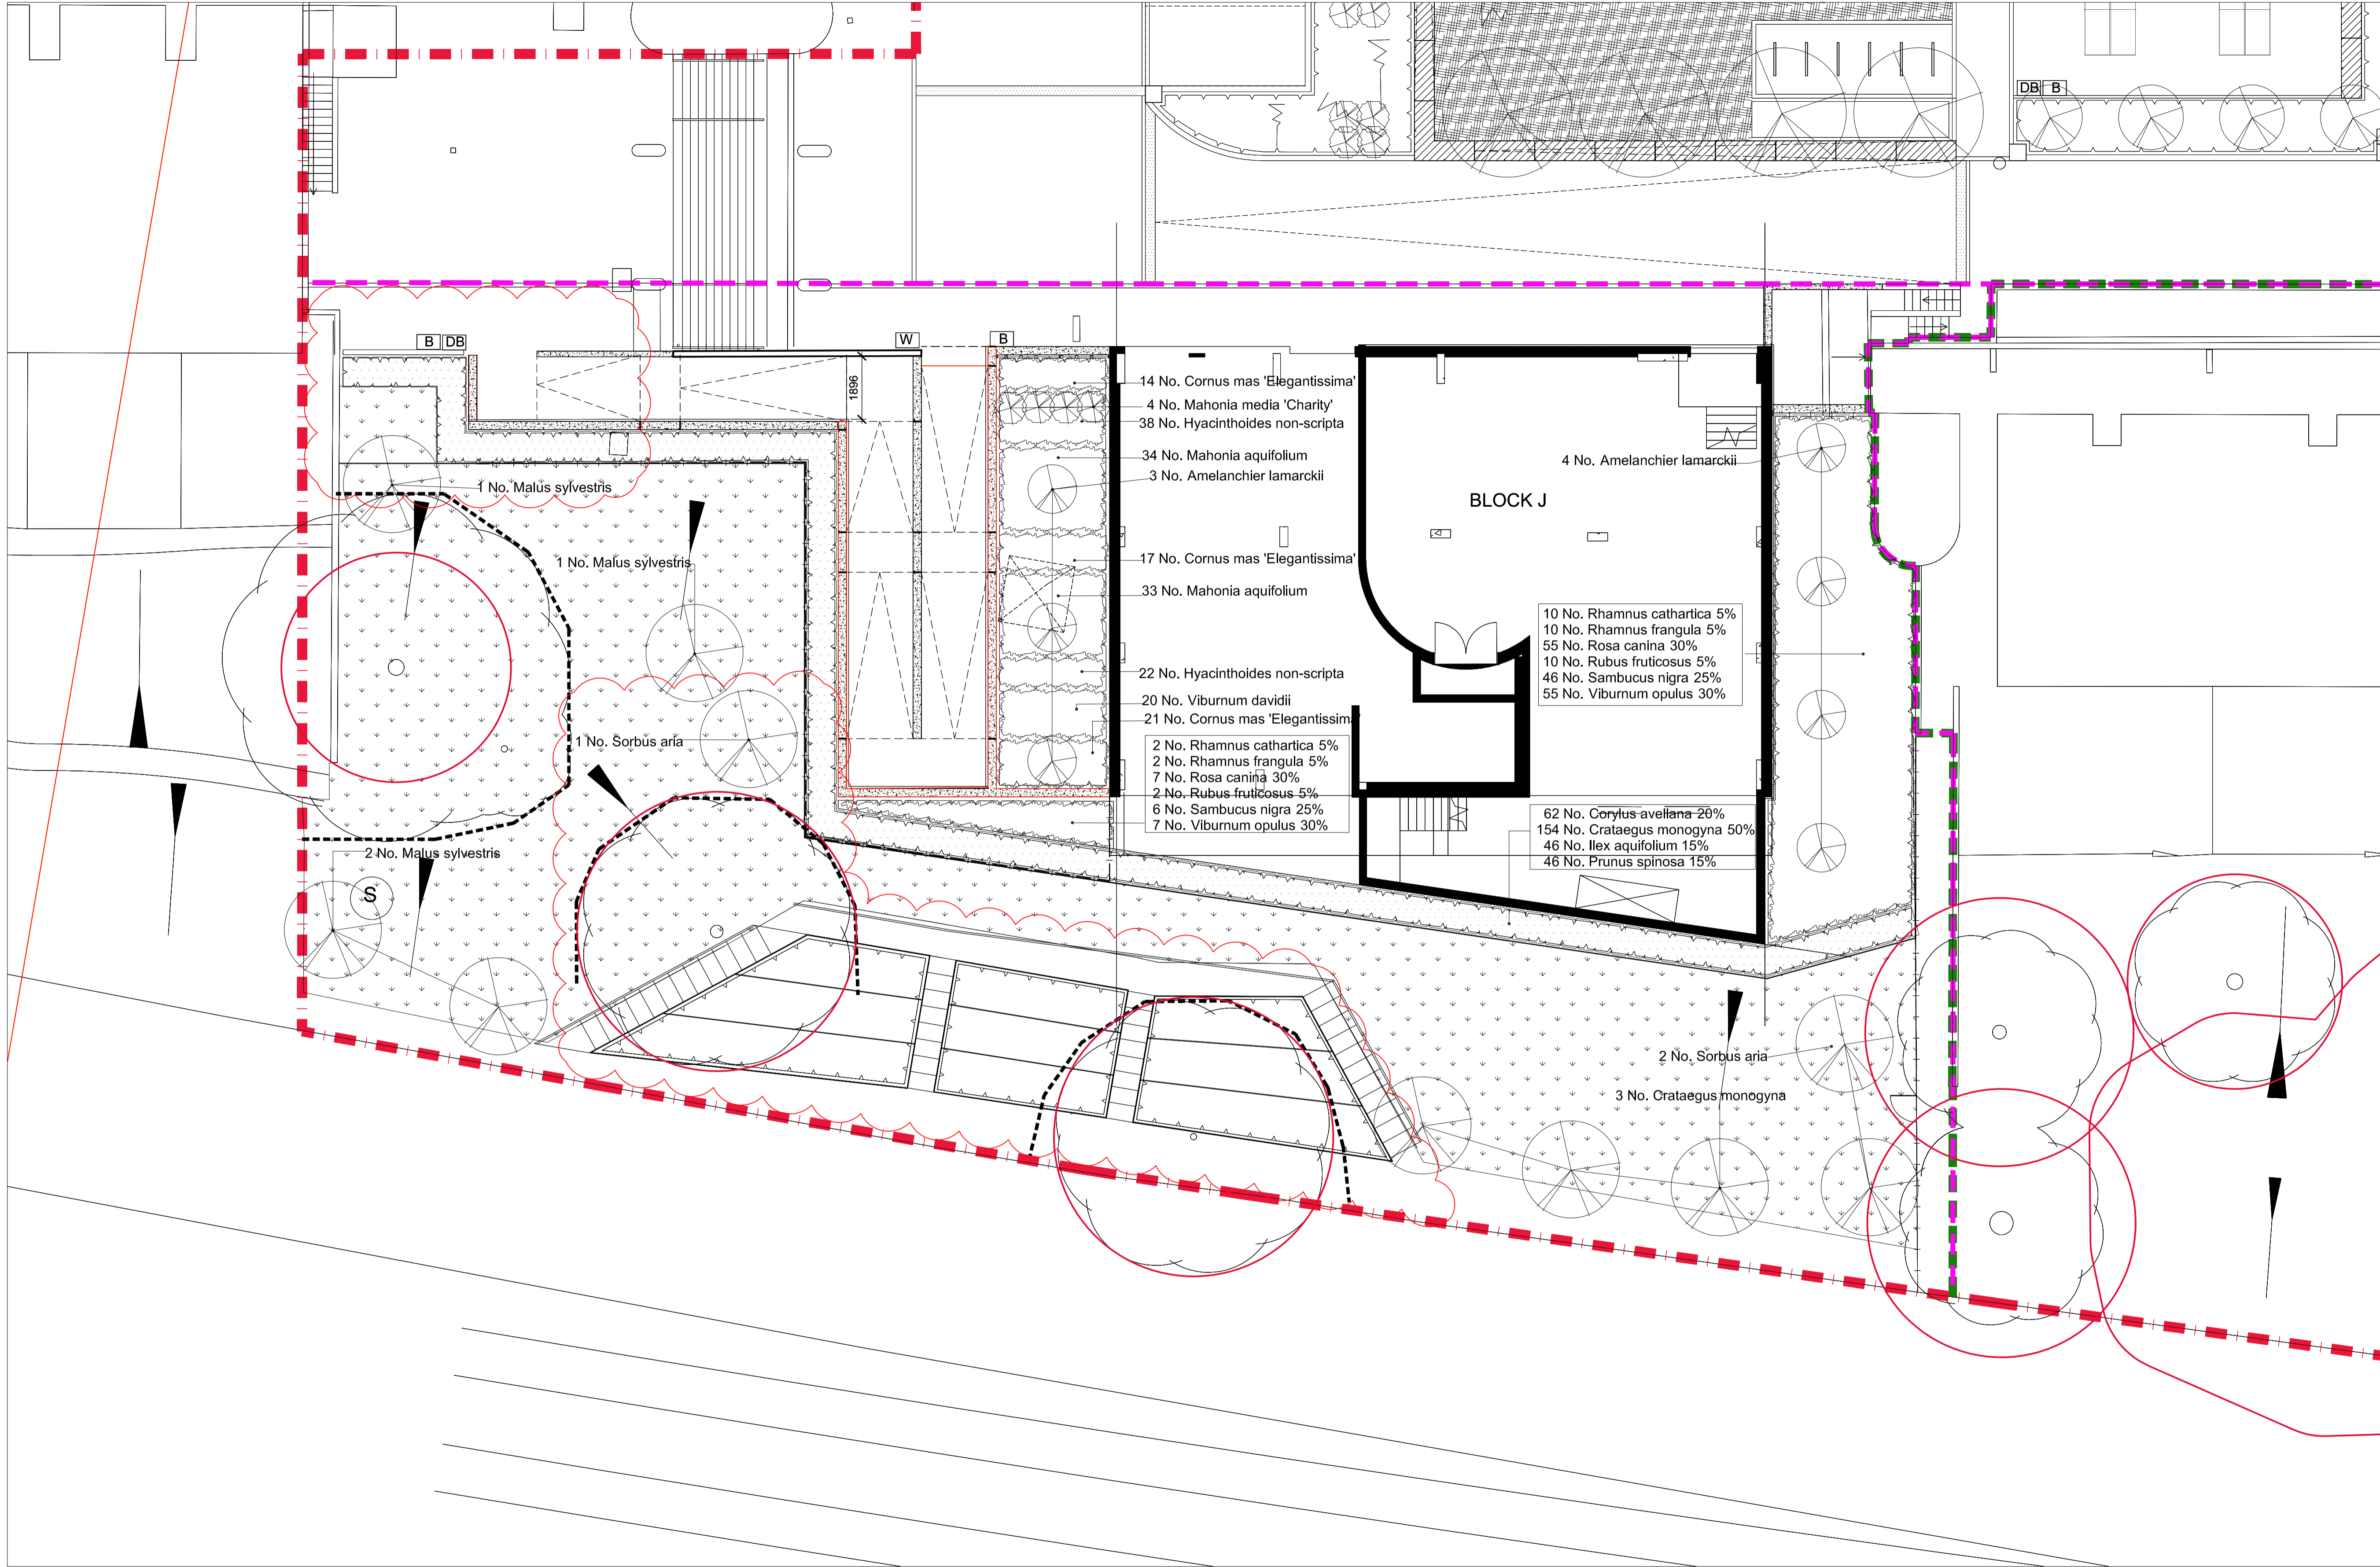 DB B
B DB
W
B
1896
14 No. Cornus mas 'Elegantissima'
4 No. Mahonia media 'Charity'
38 No. Hyacinthoides non-scripta
34 No. Mahonia aquifolium
3 No. Amelanchier lamarckii
4 No. Amelanchier lamarckii
1 No. Malus sylvestris
BLOCK J
1 No. Malus sylvestris
17 No. Cornus mas 'Elegantissima'
33 No. Mahonia aquifolium
10 No. Rhamnus cathartica 5%
10 No. Rhamnus frangula 5%
55 No. Rosa canina 30%
10 No. Rubus fruticosus 5%
46 No. Sambucus nigra 25%
55 No. Viburnum opulus 30%
22 No. Hyacinthoides non-scripta
20 No. Viburnum davidii
21 No. Cornus mas 'Elegantissima'
1 No. Sorbus aria
2 No. Rhamnus cathartica 5%
2 No. Rhamnus frangula 5%
7 No. Rosa canina 30%
2 No. Rubus fruticosus 5%
6 No. Sambucus nigra 25%
7 No. Viburnum opulus 30%
62 No. Corylus avellana 20%
154 No. Crataegus monogyna 50%
46 No. Ilex aquifolium 15%
46 No. Prunus spinosa 15%
2 No. Malus sylvestris
S
2 No. Sorbus aria
3 No. Crataegus monogyna